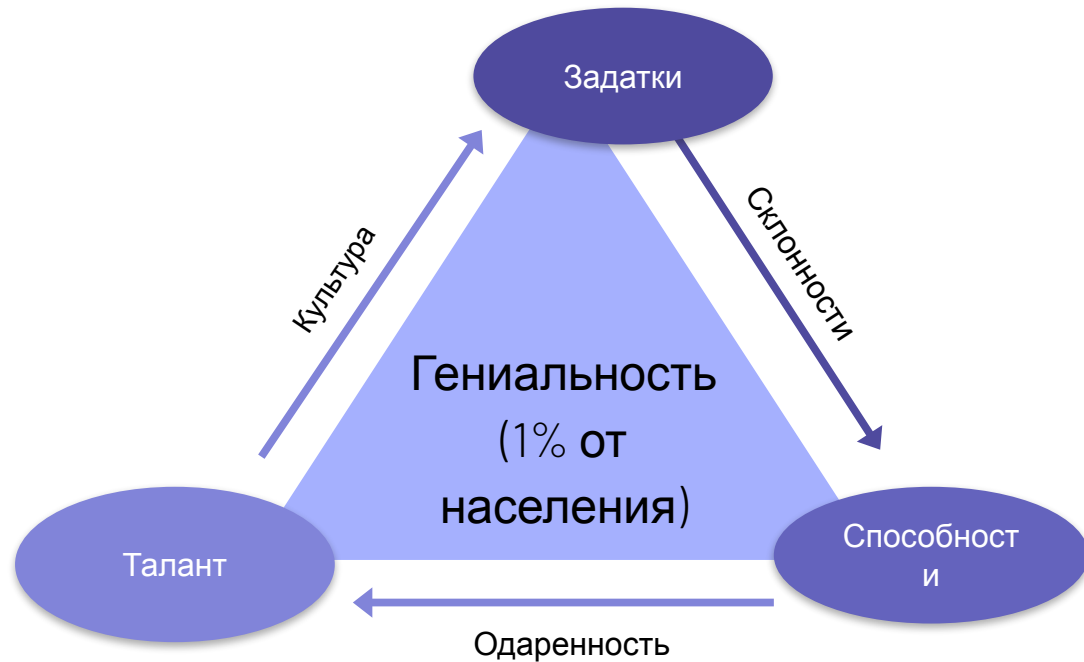 Задатки
Склонности
Культура
Гениальность
(1% от
населения)
Способност
и
Талант
Одаренность